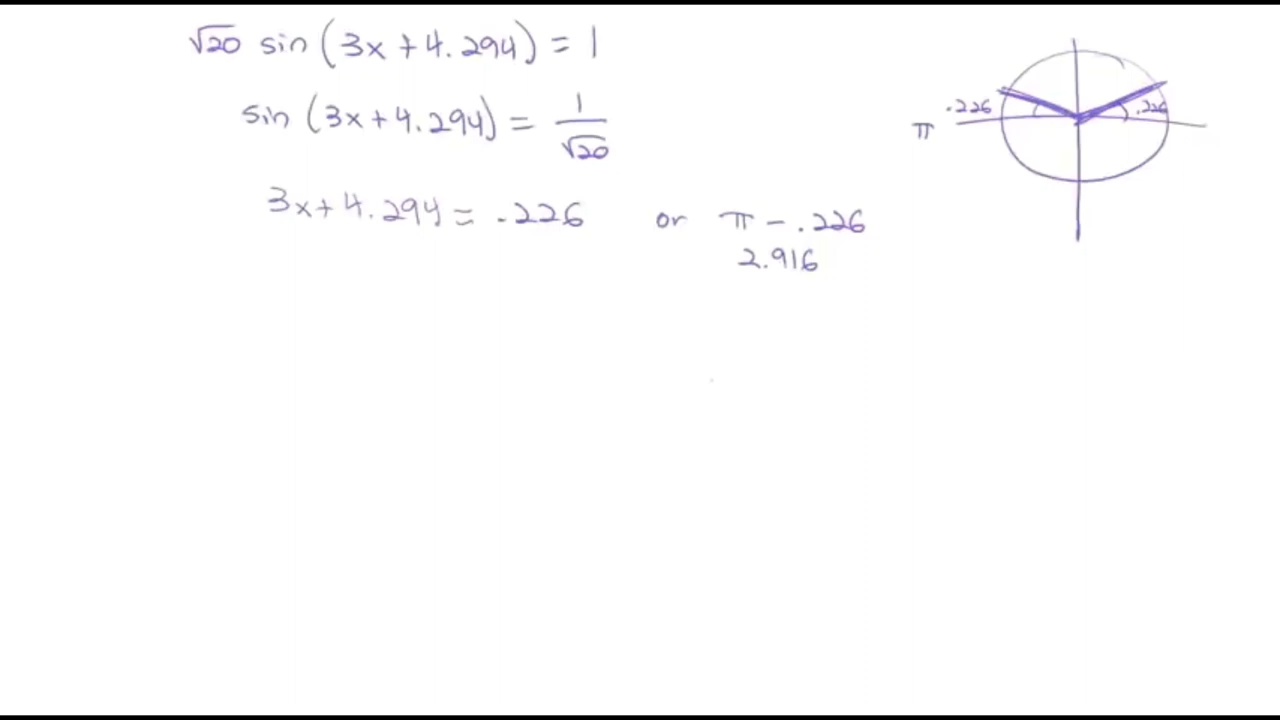 √20 sin (3x + 4.294) = 1
sin (3x + 4.294) = 1/√20
3x + 4.294 = .226 or π - .226
2.916
π .226 .226